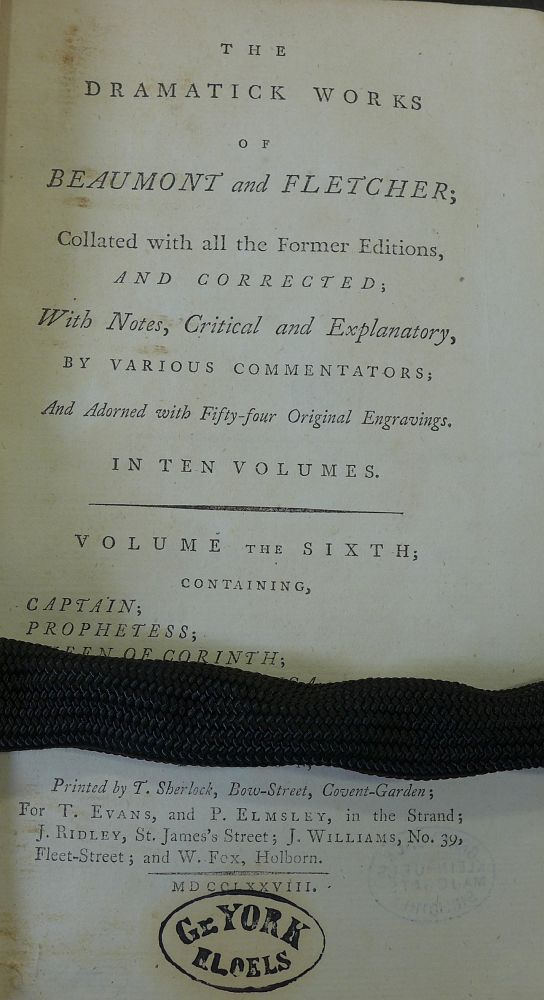 THE
DRAMATICK WORKS
OF
BEAUMONT and FLETCHER;
Collated with all the Former Editions,
AND CORRECTED;
With Notes, Critical and Explanatory,
BY VARIOUS COMMENTATORS;
And Adorned with Fifty-four Original Engravings.
IN TEN VOLUMES.
VOLUME THE SIXTH;
CONTAINING,
CAPTAIN;
PROPHETESS;
OF CORINTH;
Printed by T. Sherlock, Bow-Street, Covent-Garden;
For T. EVANS, and P. ELMSLEY, in the Strand;
J. RIDLEY, St. James's Street; J. WILLIAMS, No. 39,
Fleet-Street; and W. Fox, Holborn.
MDCCLXXVIII.
YORK